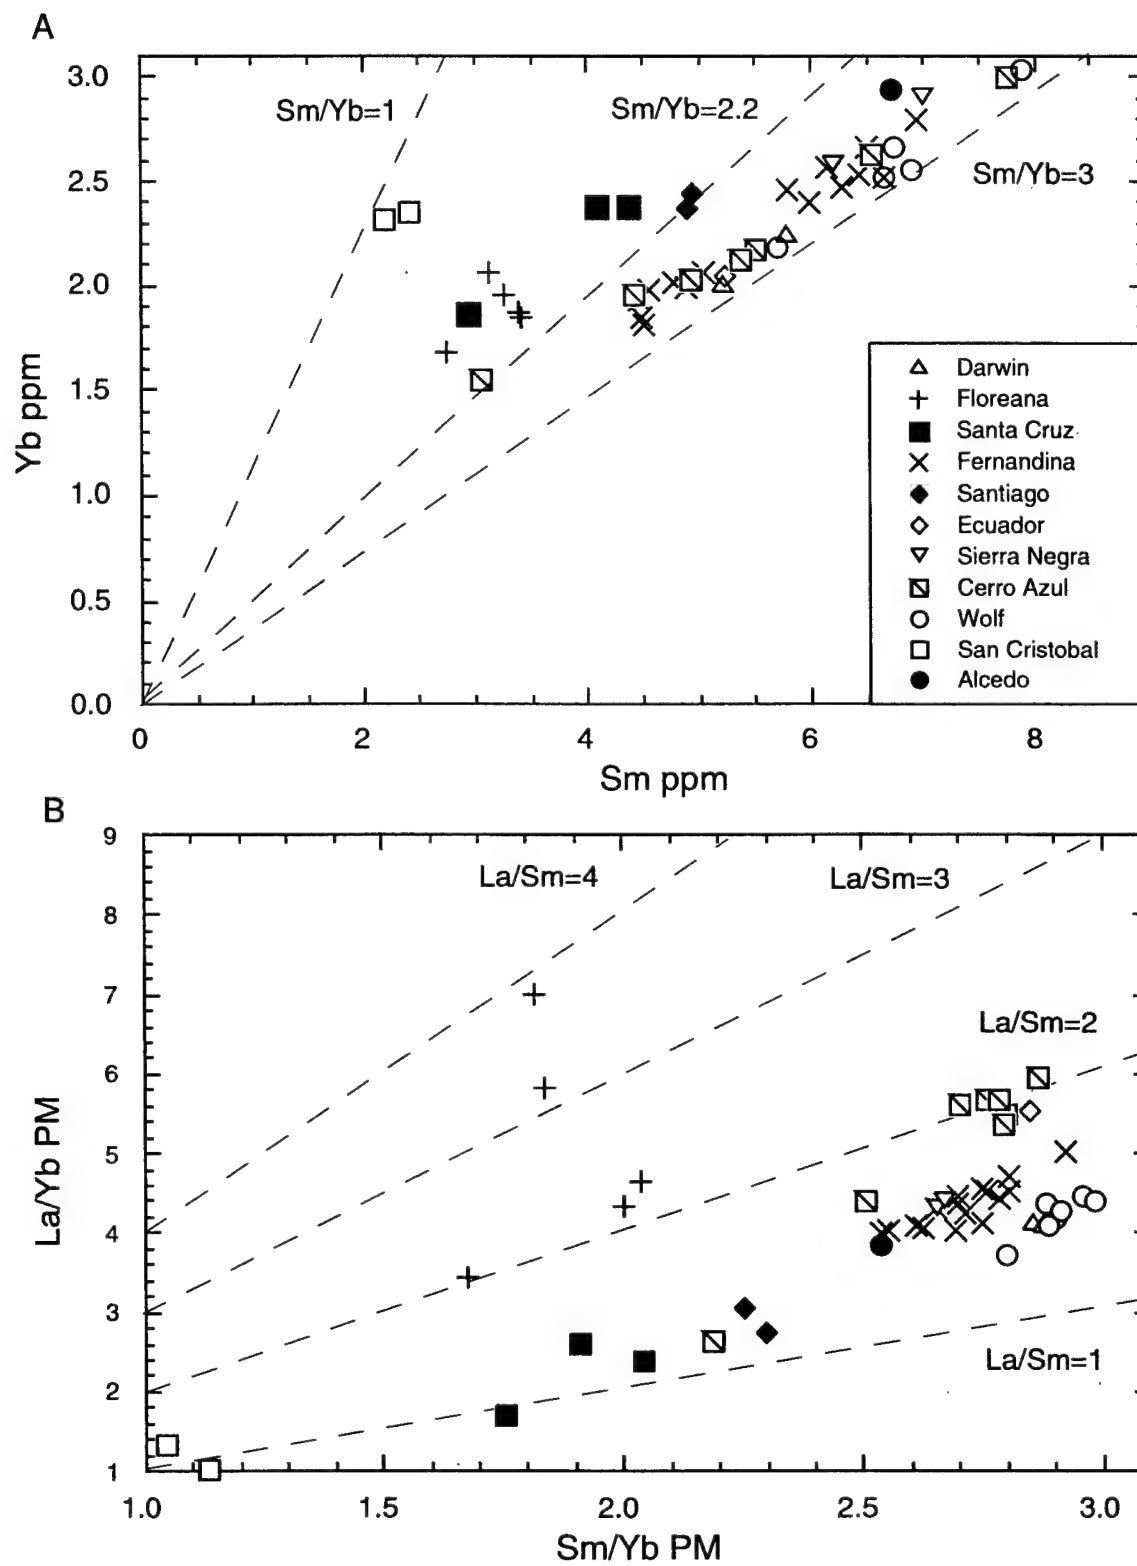 A
3.0
Sm/Yb=1
Sm/Yb=2.2
2.5
Sm/Yb=3
2.0
Yb ppm
1.5
1.0
0.5
0.0
Darwin
Floreana
Santa Cruz
Fernandina
Santiago
Ecuador
Sierra Negra
Cerro Azul
Wolf
San Cristobal
Alcedo
0 2 4 6 8
Sm ppm
B
9
La/Sm=4
La/Sm=3
8
7
La/Sm=2
6
La/Yb PM
5
4
3
La/Sm=1
2
1
1.0 1.5 2.0 2.5 3.0
Sm/Yb PM